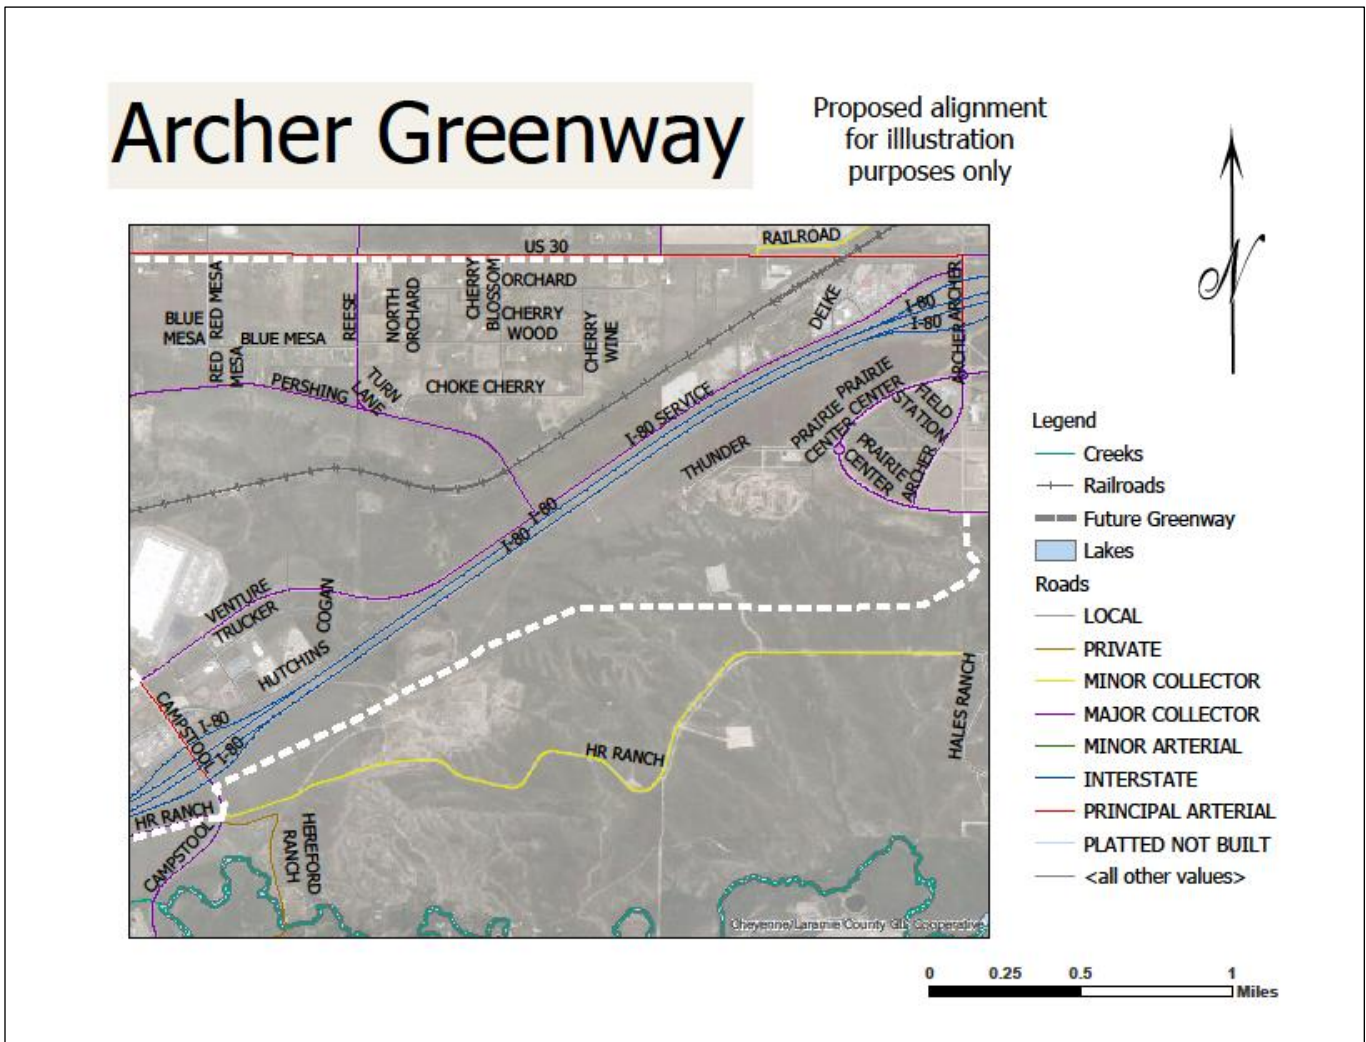 Archer Greenway
Proposed alignment
for illlustration
purposes only
N
RAILROAD
US 30
RED MESA
BLUE
MESA
BLUE MESA
RED
MESA
REESE
NORTH
ORCHARD
CHERRY
BLOSSOM
ORCHARD
CHERRY
WOOD
CHERRY
WINE
CHOKE CHERRY
PERSHING
TURN
LANE
DEIKE
I-80
I-80
ARCHER
ARCHER
I-80 SERVICE
THUNDER
PRAIRIE
CENTER
PRAIRIE
CENTER
PRAIRIE
CENTER
FIELD
STATION
PRAIRIE
CENTER
ARCHER
I-80
I-80
VENTURE
TRUCKER
COGAN
HUTCHINS
CAMPSTOOL
I-80
I-80
HR RANCH
HR RANCH
CAMPSTOOL
HEREFORD
RANCH
HALES RANCH
Cheyenne/Laramie County GIS Cooperative
Legend
Creeks
Railroads
Future Greenway
Lakes
Roads
LOCAL
PRIVATE
MINOR COLLECTOR
MAJOR COLLECTOR
MINOR ARTERIAL
INTERSTATE
PRINCIPAL ARTERIAL
PLATTED NOT BUILT
<all other values>
0 0.25 0.5 1
Miles